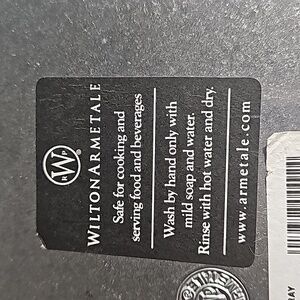 W
R P
WILTONARMETALE
Safe for cooking and
serving food and beverages
Wash by hand only with
mild soap and water.
Rinse with hot water and dry.
www.armetale.com
AY